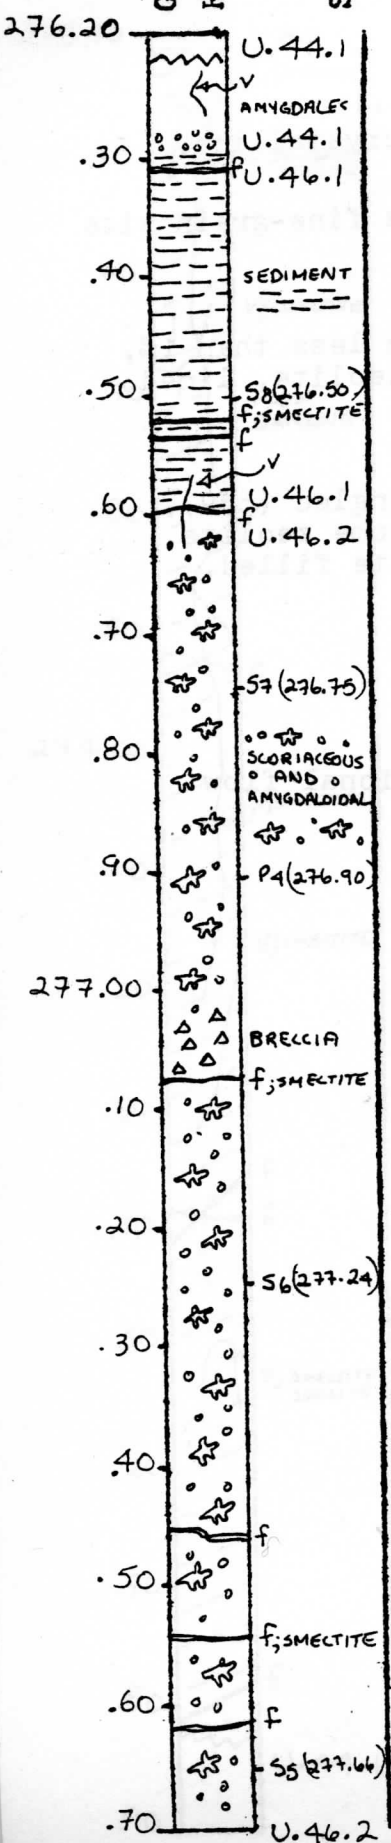 276.20
U.44.1
v
AMYGDALES
U.44.1
.30
f
U.46.1
.40
SEDIMENT
.50
S8(276.50)
f;SMECTITE
f
v
U.46.1
.60
f
U.46.2
.70
S7(276.75)
.80
SCORIACEOUS
AND
AMYGDALOIDAL
.90
P4(276.90)
277.00
BRECCIA
f;SMECTITE
.10
.20
S6(277.24)
.30
.40
f
.50
f;SMECTITE
.60
f
S5(277.66)
.70
U.46.2